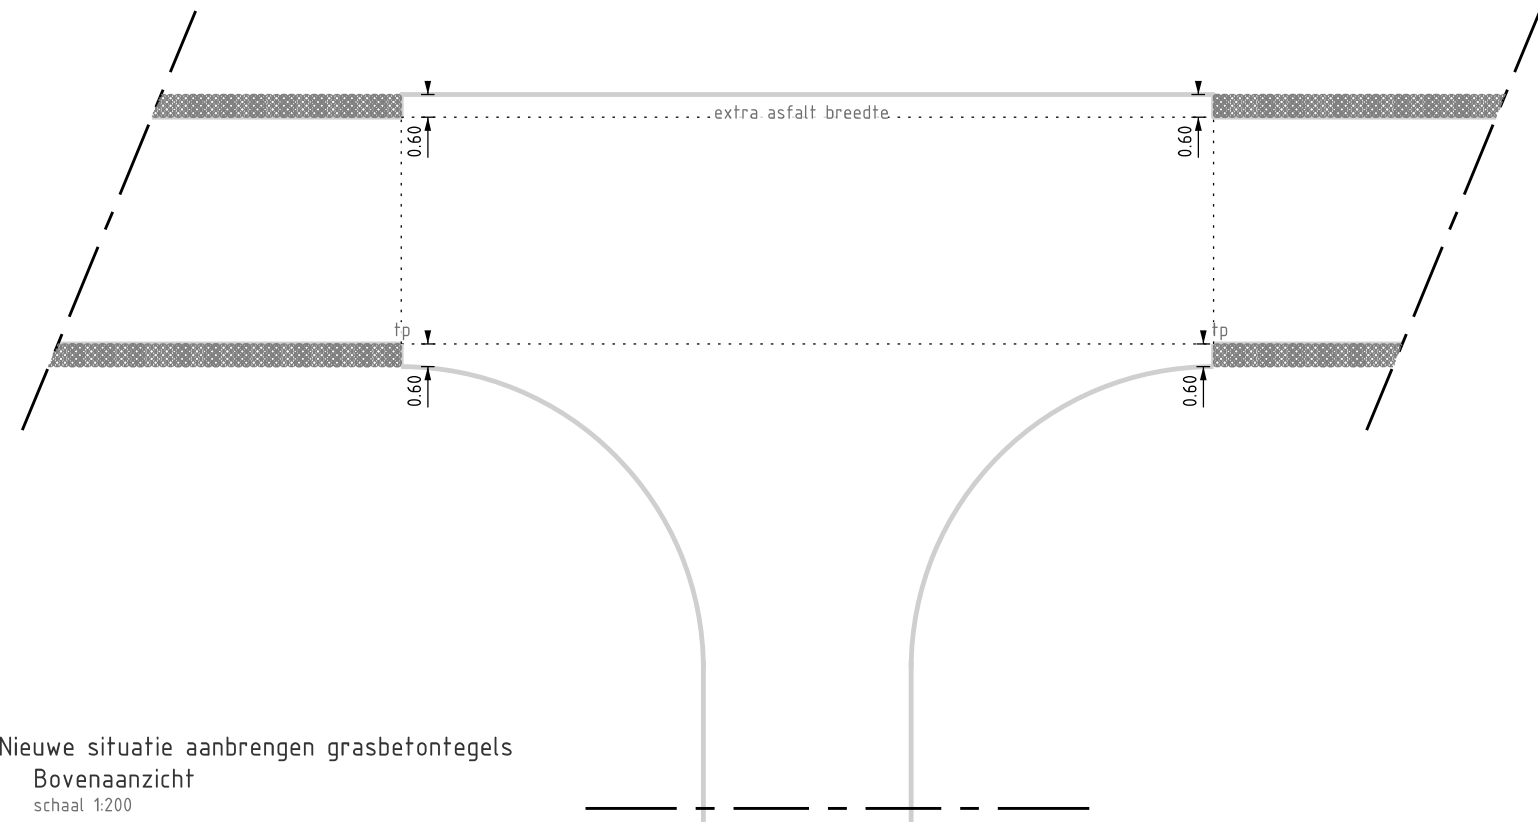 extra asfalt breedte
0.60
0.60
tp
tp
0.60
0.60
Nieuwe situatie aanbrengen grasbetontegels
Bovenaanzicht
schaal 1:200